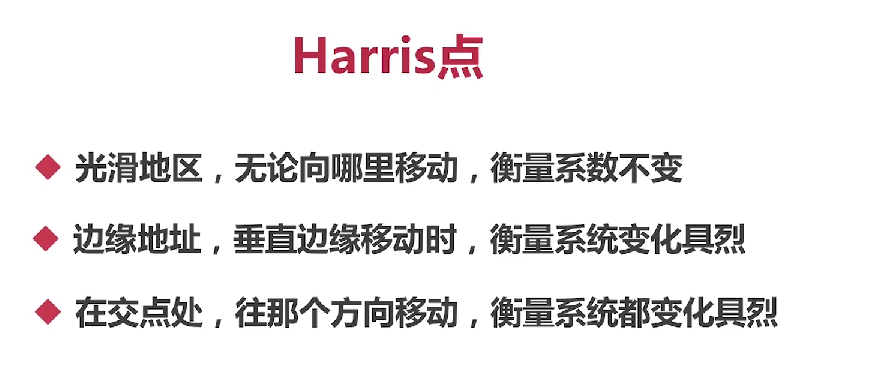 Harris点
光滑地区，无论向哪里移动，衡量系数不变
边缘地址，垂直边缘移动时，衡量系统变化具烈
在交点处，往那个方向移动，衡量系统都变化具烈